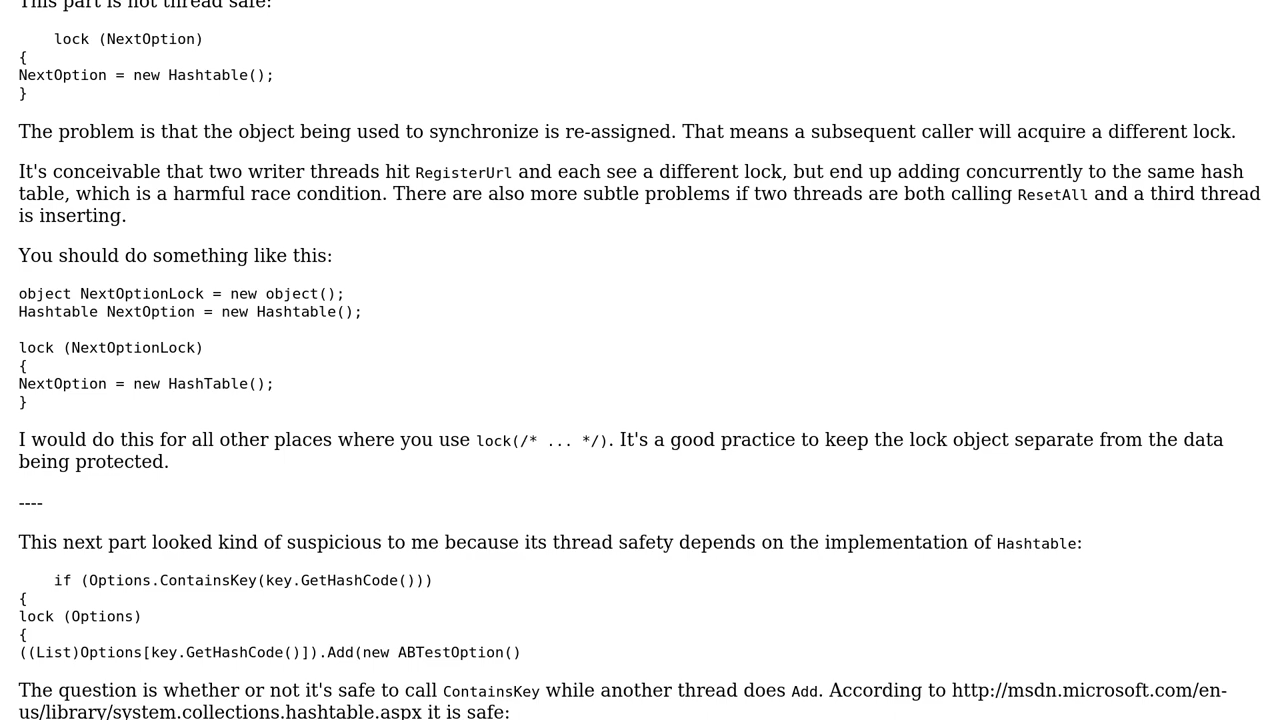 This part is not thread safe:
lock (NextOption)
{
NextOption = new Hashtable();
}
The problem is that the object being used to synchronize is re-assigned. That means a subsequent caller will acquire a different lock.
It's conceivable that two writer threads hit RegisterUrl and each see a different lock, but end up adding concurrently to the same hash
table, which is a harmful race condition. There are also more subtle problems if two threads are both calling ResetAll and a third thread
is inserting.
You should do something like this:
object NextOptionLock = new object();
Hashtable NextOption = new Hashtable();
lock (NextOptionLock)
{
NextOption = new HashTable();
}
I would do this for all other places where you use lock(/* ... */). It's a good practice to keep the lock object separate from the data
being protected.
----
This next part looked kind of suspicious to me because its thread safety depends on the implementation of Hashtable:
if (Options.ContainsKey(key.GetHashCode()))
{
lock (Options)
{
((List)Options[key.GetHashCode()]).Add(new ABTestOption()
The question is whether or not it's safe to call ContainsKey while another thread does Add. According to http://msdn.microsoft.com/en-
us/library/system.collections.hashtable.aspx it is safe: